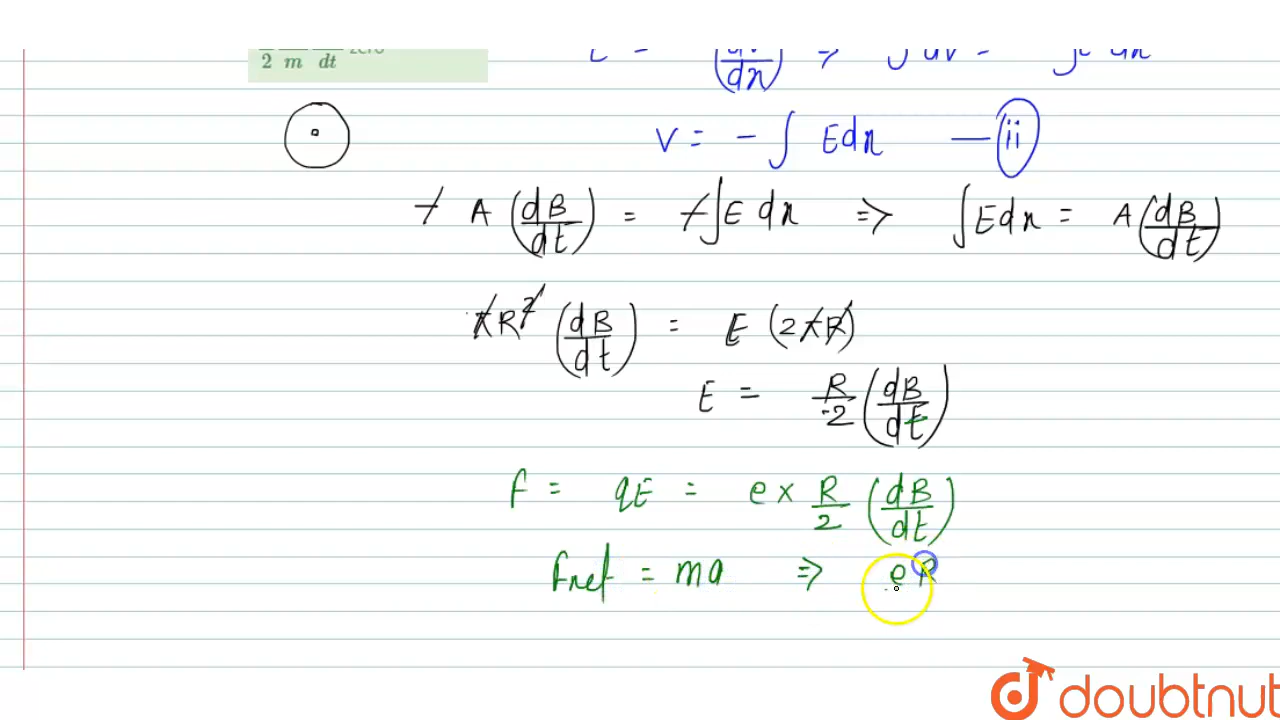 2 m dt zero
E = (dV/dx) ⇒ ∫dv = ∫E dx
V = - ∫ E dx — ii
- A (dB/dt) = -∫E dx ⇒ ∫E dx = A (dB/dt)
πR² (dB/dt) = E (2πR)
E = R/2 (dB/dt)
F = qE = e × R/2 (dB/dt)
Fnet = ma ⇒ eR
doubtnut